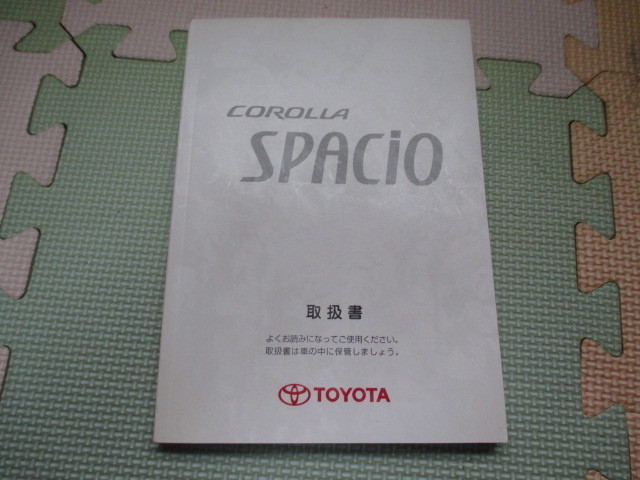 COROLLA
SPACiO
取扱書
よくお読みになってご使用ください。
取扱書は車の中に保管しましょう。
TOYOTA